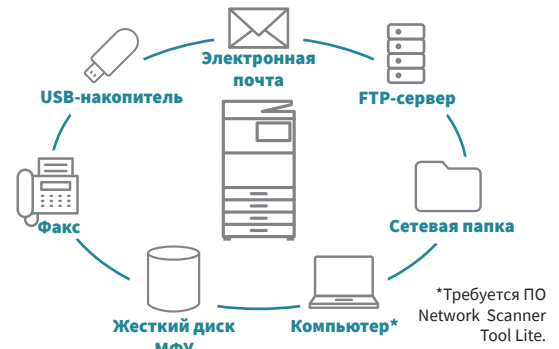 Электронная
почта
USB-накопитель
FTP-сервер
Факс
Сетевая папка
Жесткий диск
МФУ
Компьютер*
*Требуется ПО
Network Scanner
Tool Lite.